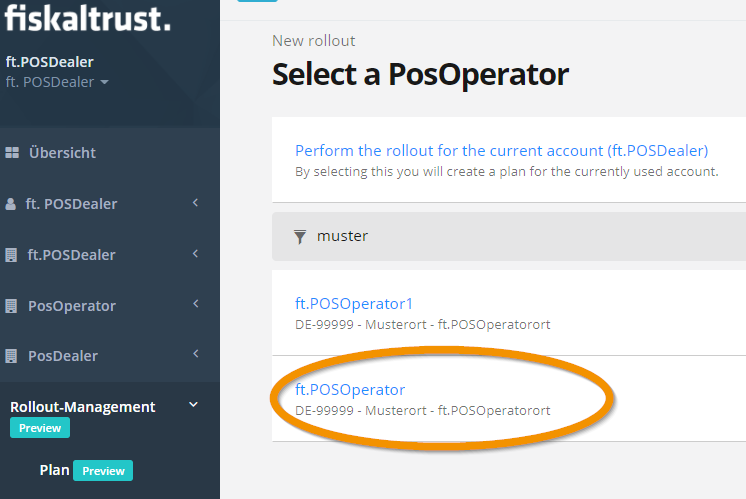 fiskaltrust.
ft.POSDealer
ft. POSDealer
Übersicht
ft. POSDealer
ft.POSDealer
PosOperator
PosDealer
Rollout-Management
Preview
Plan Preview
New rollout
Select a PosOperator
Perform the rollout for the current account (ft.POSDealer)
By selecting this you will create a plan for the currently used account.
muster
ft.POSOperator1
DE-99999 - Musterort - ft.POSOperatorort
ft.POSOperator
DE-99999 - Musterort - ft.POSOperatorort